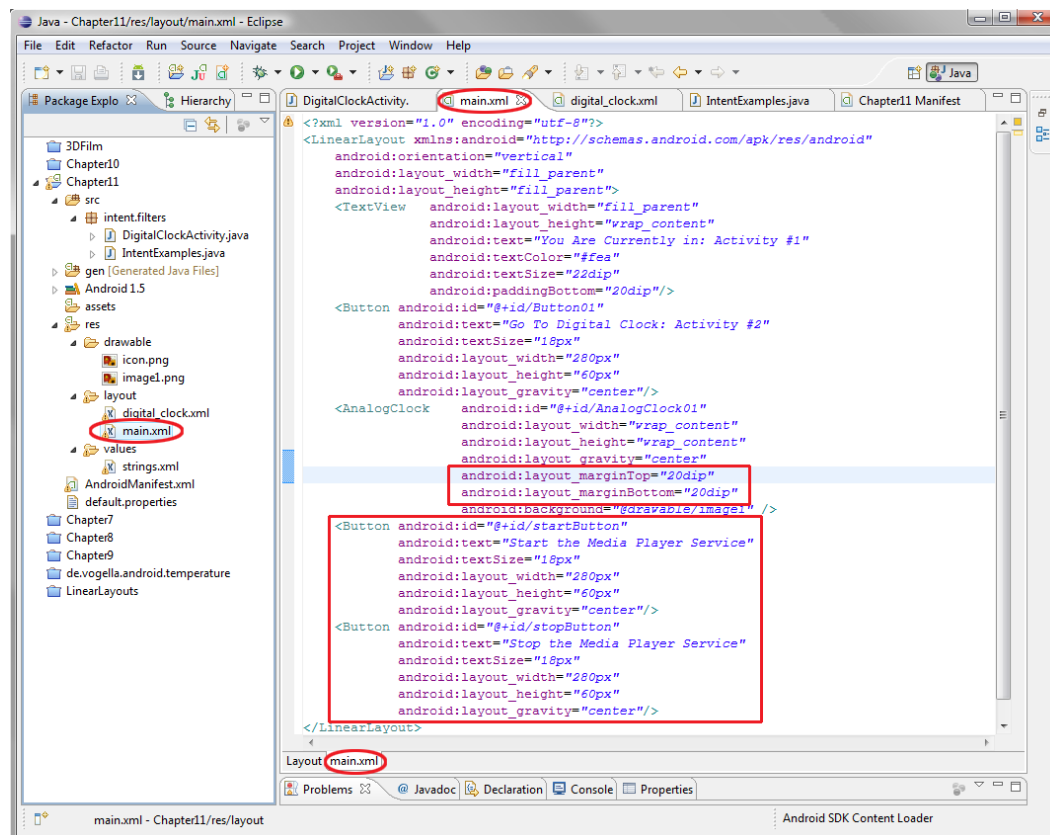 Java - Chapter11/res/layout/main.xml - Eclipse
File Edit Refactor Run Source Navigate Search Project Window Help
Java
Package Explo
Hierarchy
DigitalClockActivity.
main.xml
digital_clock.xml
IntentExamples.java
Chapter11 Manifest
3DFilm
Chapter10
Chapter11
src
intent.filters
DigitalClockActivity.java
IntentExamples.java
gen [Generated Java Files]
Android 1.5
assets
res
drawable
icon.png
image1.png
layout
digital_clock.xml
main.xml
values
strings.xml
AndroidManifest.xml
default.properties
Chapter7
Chapter8
Chapter9
de.vogella.android.temperature
LinearLayouts
<?xml version="1.0" encoding="utf-8"?>
<LinearLayout xmlns:android="http://schemas.android.com/apk/res/android"
android:orientation="vertical"
android:layout_width="fill_parent"
android:layout_height="fill_parent">
<TextView android:layout_width="fill_parent"
android:layout_height="wrap_content"
android:text="You Are Currently in: Activity #1"
android:textColor="#fea"
android:textSize="22dip"
android:paddingBottom="20dip"/>
<Button android:id="@+id/Button01"
android:text="Go To Digital Clock: Activity #2"
android:textSize="18px"
android:layout_width="280px"
android:layout_height="60px"
android:layout_gravity="center"/>
<AnalogClock android:id="@+id/AnalogClock01"
android:layout_width="wrap_content"
android:layout_height="wrap_content"
android:layout_gravity="center"
android:layout_marginTop="20dip"
android:layout_marginBottom="20dip"
android:background="@drawable/image1" />
<Button android:id="@+id/startButton"
android:text="Start the Media Player Service"
android:textSize="18px"
android:layout_width="280px"
android:layout_height="60px"
android:layout_gravity="center"/>
<Button android:id="@+id/stopButton"
android:text="Stop the Media Player Service"
android:textSize="18px"
android:layout_width="280px"
android:layout_height="60px"
android:layout_gravity="center"/>
</LinearLayout>
Layout main.xml
Problems @ Javadoc Declaration Console Properties
main.xml - Chapter11/res/layout
Android SDK Content Loader